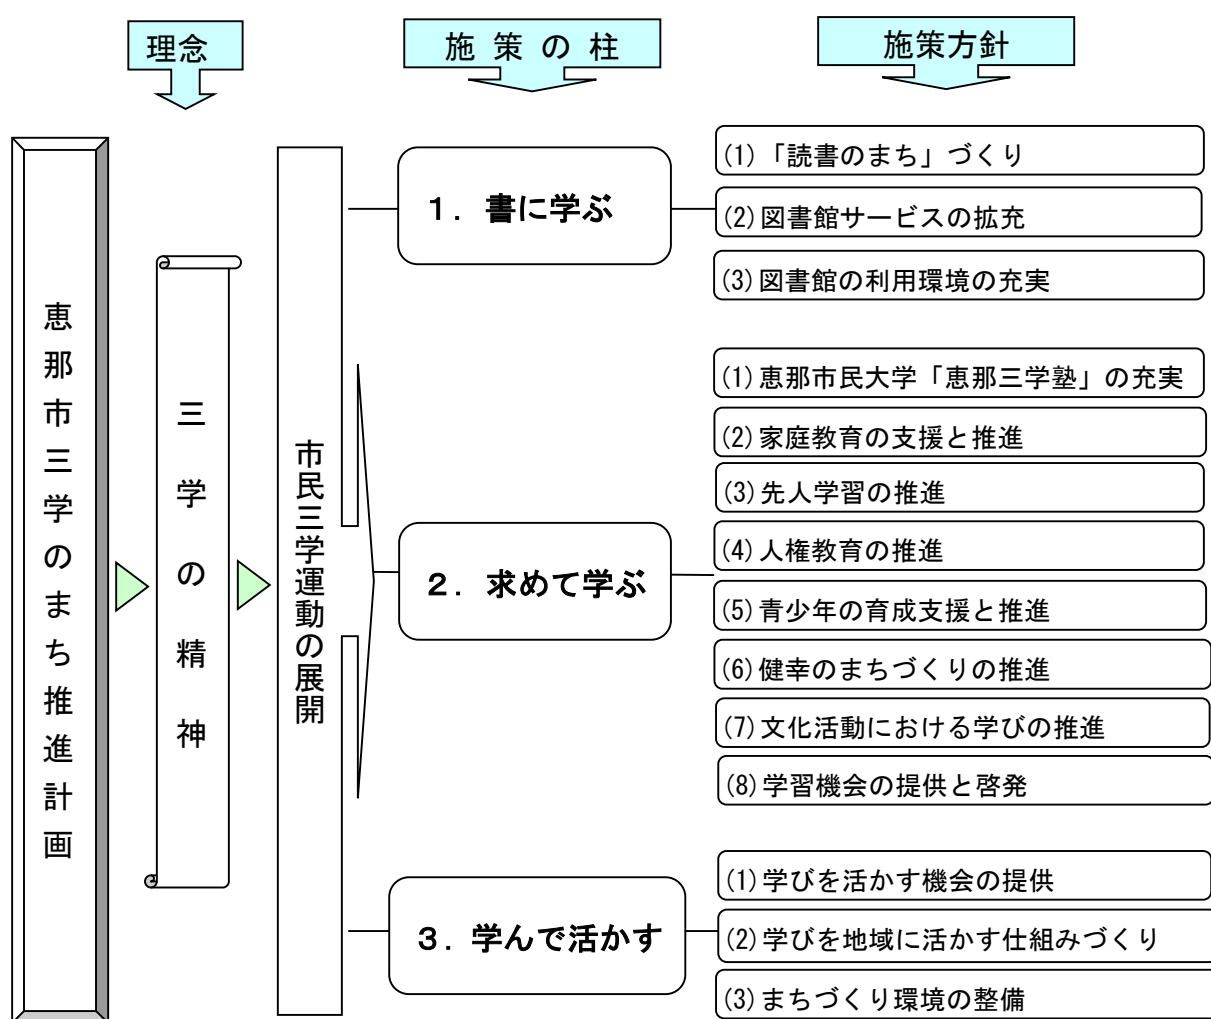 理念
施策の柱
施策方針
恵那市三学のまち推進計画
三学の精神
市民三学運動の展開
1. 書に学ぶ
(1)「読書のまち」づくり
(2)図書館サービスの拡充
(3)図書館の利用環境の充実
2. 求めて学ぶ
(1)恵那市民大学「恵那三学塾」の充実
(2)家庭教育の支援と推進
(3)先人学習の推進
(4)人権教育の推進
(5)青少年の育成支援と推進
(6)健幸のまちづくりの推進
(7)文化活動における学びの推進
(8)学習機会の提供と啓発
3. 学んで活かす
(1)学びを活かす機会の提供
(2)学びを地域に活かす仕組みづくり
(3)まちづくり環境の整備